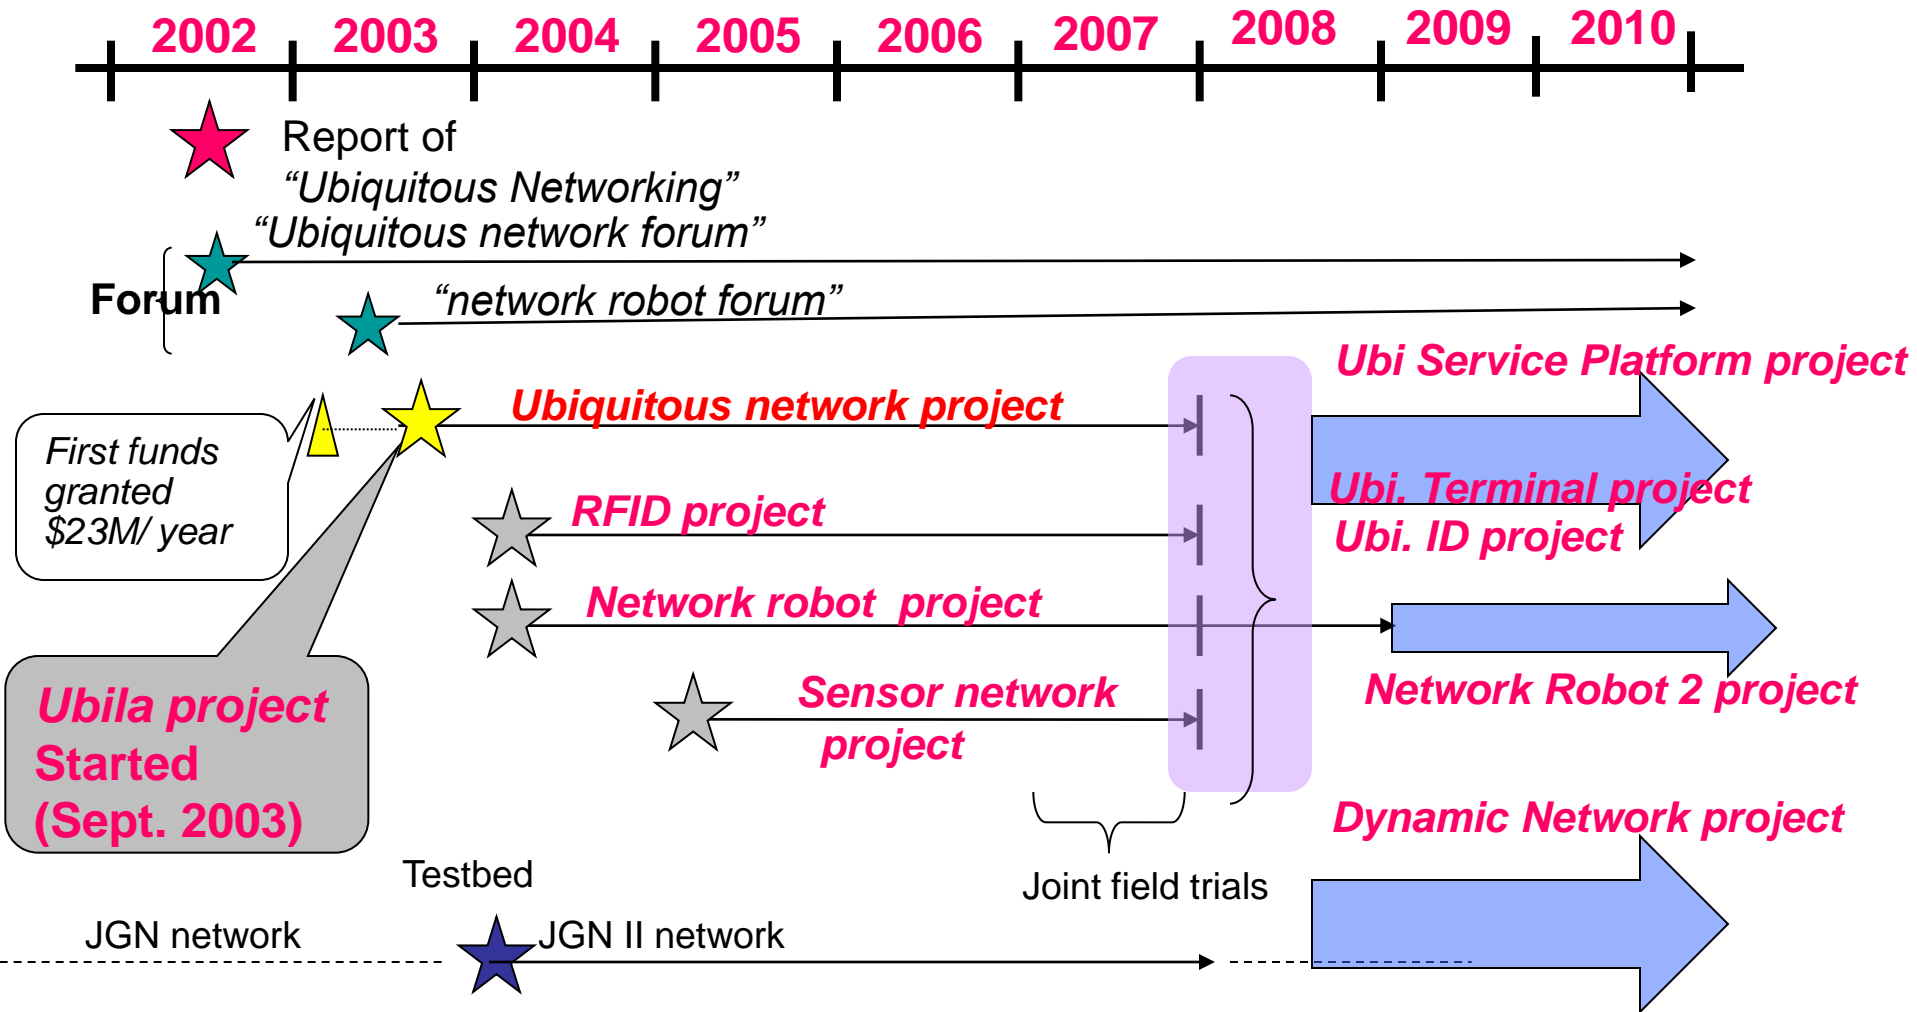 2002 2003 2004 2005 2006 2007 2008 2009 2010
Report of
“Ubiquitous Networking”
“Ubiquitous network forum”
Forum
“network robot forum”
Ubi Service Platform project
Ubiquitous network project
First funds
granted
$23M/ year
Ubi. Terminal project
RFID project
Ubi. ID project
Network robot project
Ubila project
Started
(Sept. 2003)
Sensor network
project
Network Robot 2 project
Dynamic Network project
Testbed
Joint field trials
JGN network
JGN II network